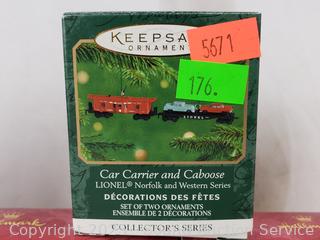 KEEPSA
ORNAMEN
5671
176.
LIONEL
Car Carrier and Caboose
LIONEL® Norfolk and Western Series
DÉCORATIONS DES FÊTES
SET OF TWO ORNAMENTS
ENSEMBLE DE 2 DÉCORATIONS
COLLECTOR'S SERIES